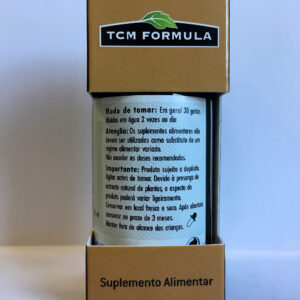 TCM FORMULA
Modo de tomar: Em geral 30 gotas
diluídas em água 2 vezes ao dia
Atenção: Os suplementos alimentares não
devem ser utilizados como substituto de um
regime alimentar variado.
Não exceder as doses recomendadas.
Importante: Produto sujeito a depósito.
Agitar antes de tomar. Devido à presença de
extracto natural de plantas, o aspecto do
produto poderá variar ligeiramente.
Conservar em local fresco e seco. Após abertura
consumir no prazo de 3 meses.
Manter fora do alcance das crianças.
Suplemento Alimentar